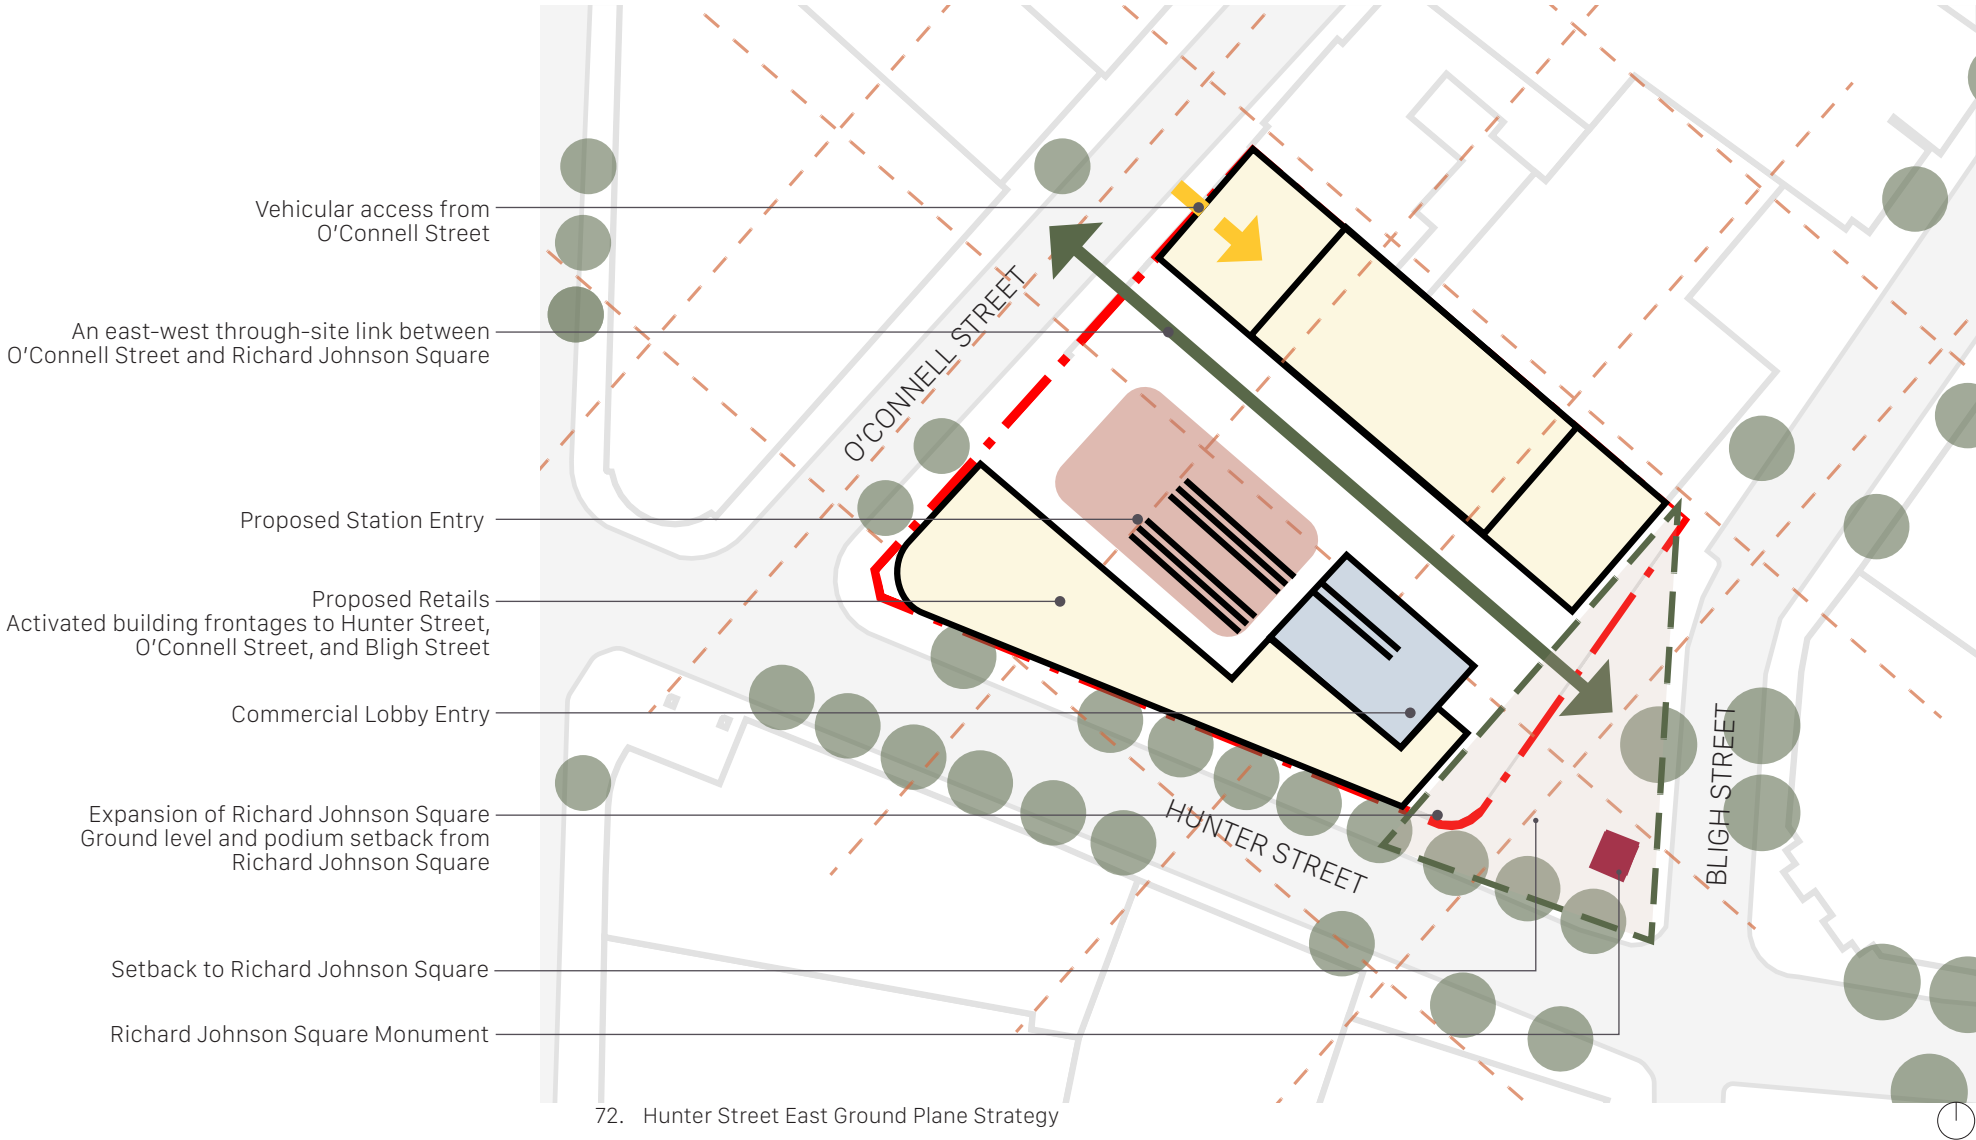 Vehicular access from
O'Connell Street
An east-west through-site link between
O'Connell Street and Richard Johnson Square
Proposed Station Entry
Proposed Retails
Activated building frontages to Hunter Street,
O'Connell Street, and Bligh Street
Commercial Lobby Entry
Expansion of Richard Johnson Square
Ground level and podium setback from
Richard Johnson Square
Setback to Richard Johnson Square
Richard Johnson Square Monument
O'CONNELL STREET
HUNTER STREET
BLIGH STREET
72. Hunter Street East Ground Plane Strategy